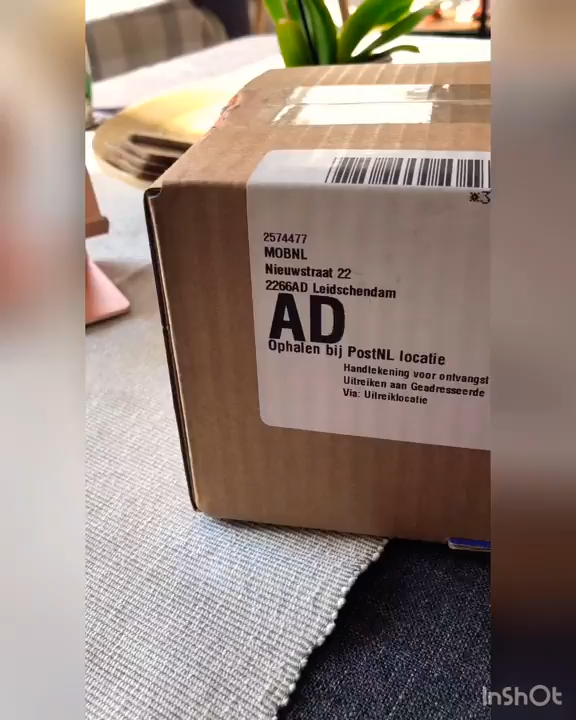 2574477
MOBNL
Nieuwstraat 22
2266AD Leidschendam
AD
Ophalen bij PostNL locatie
Handtekening voor ontvangst
Uitreiken aan Geadresseerde
Via: Uitreiklocatie
InShOt